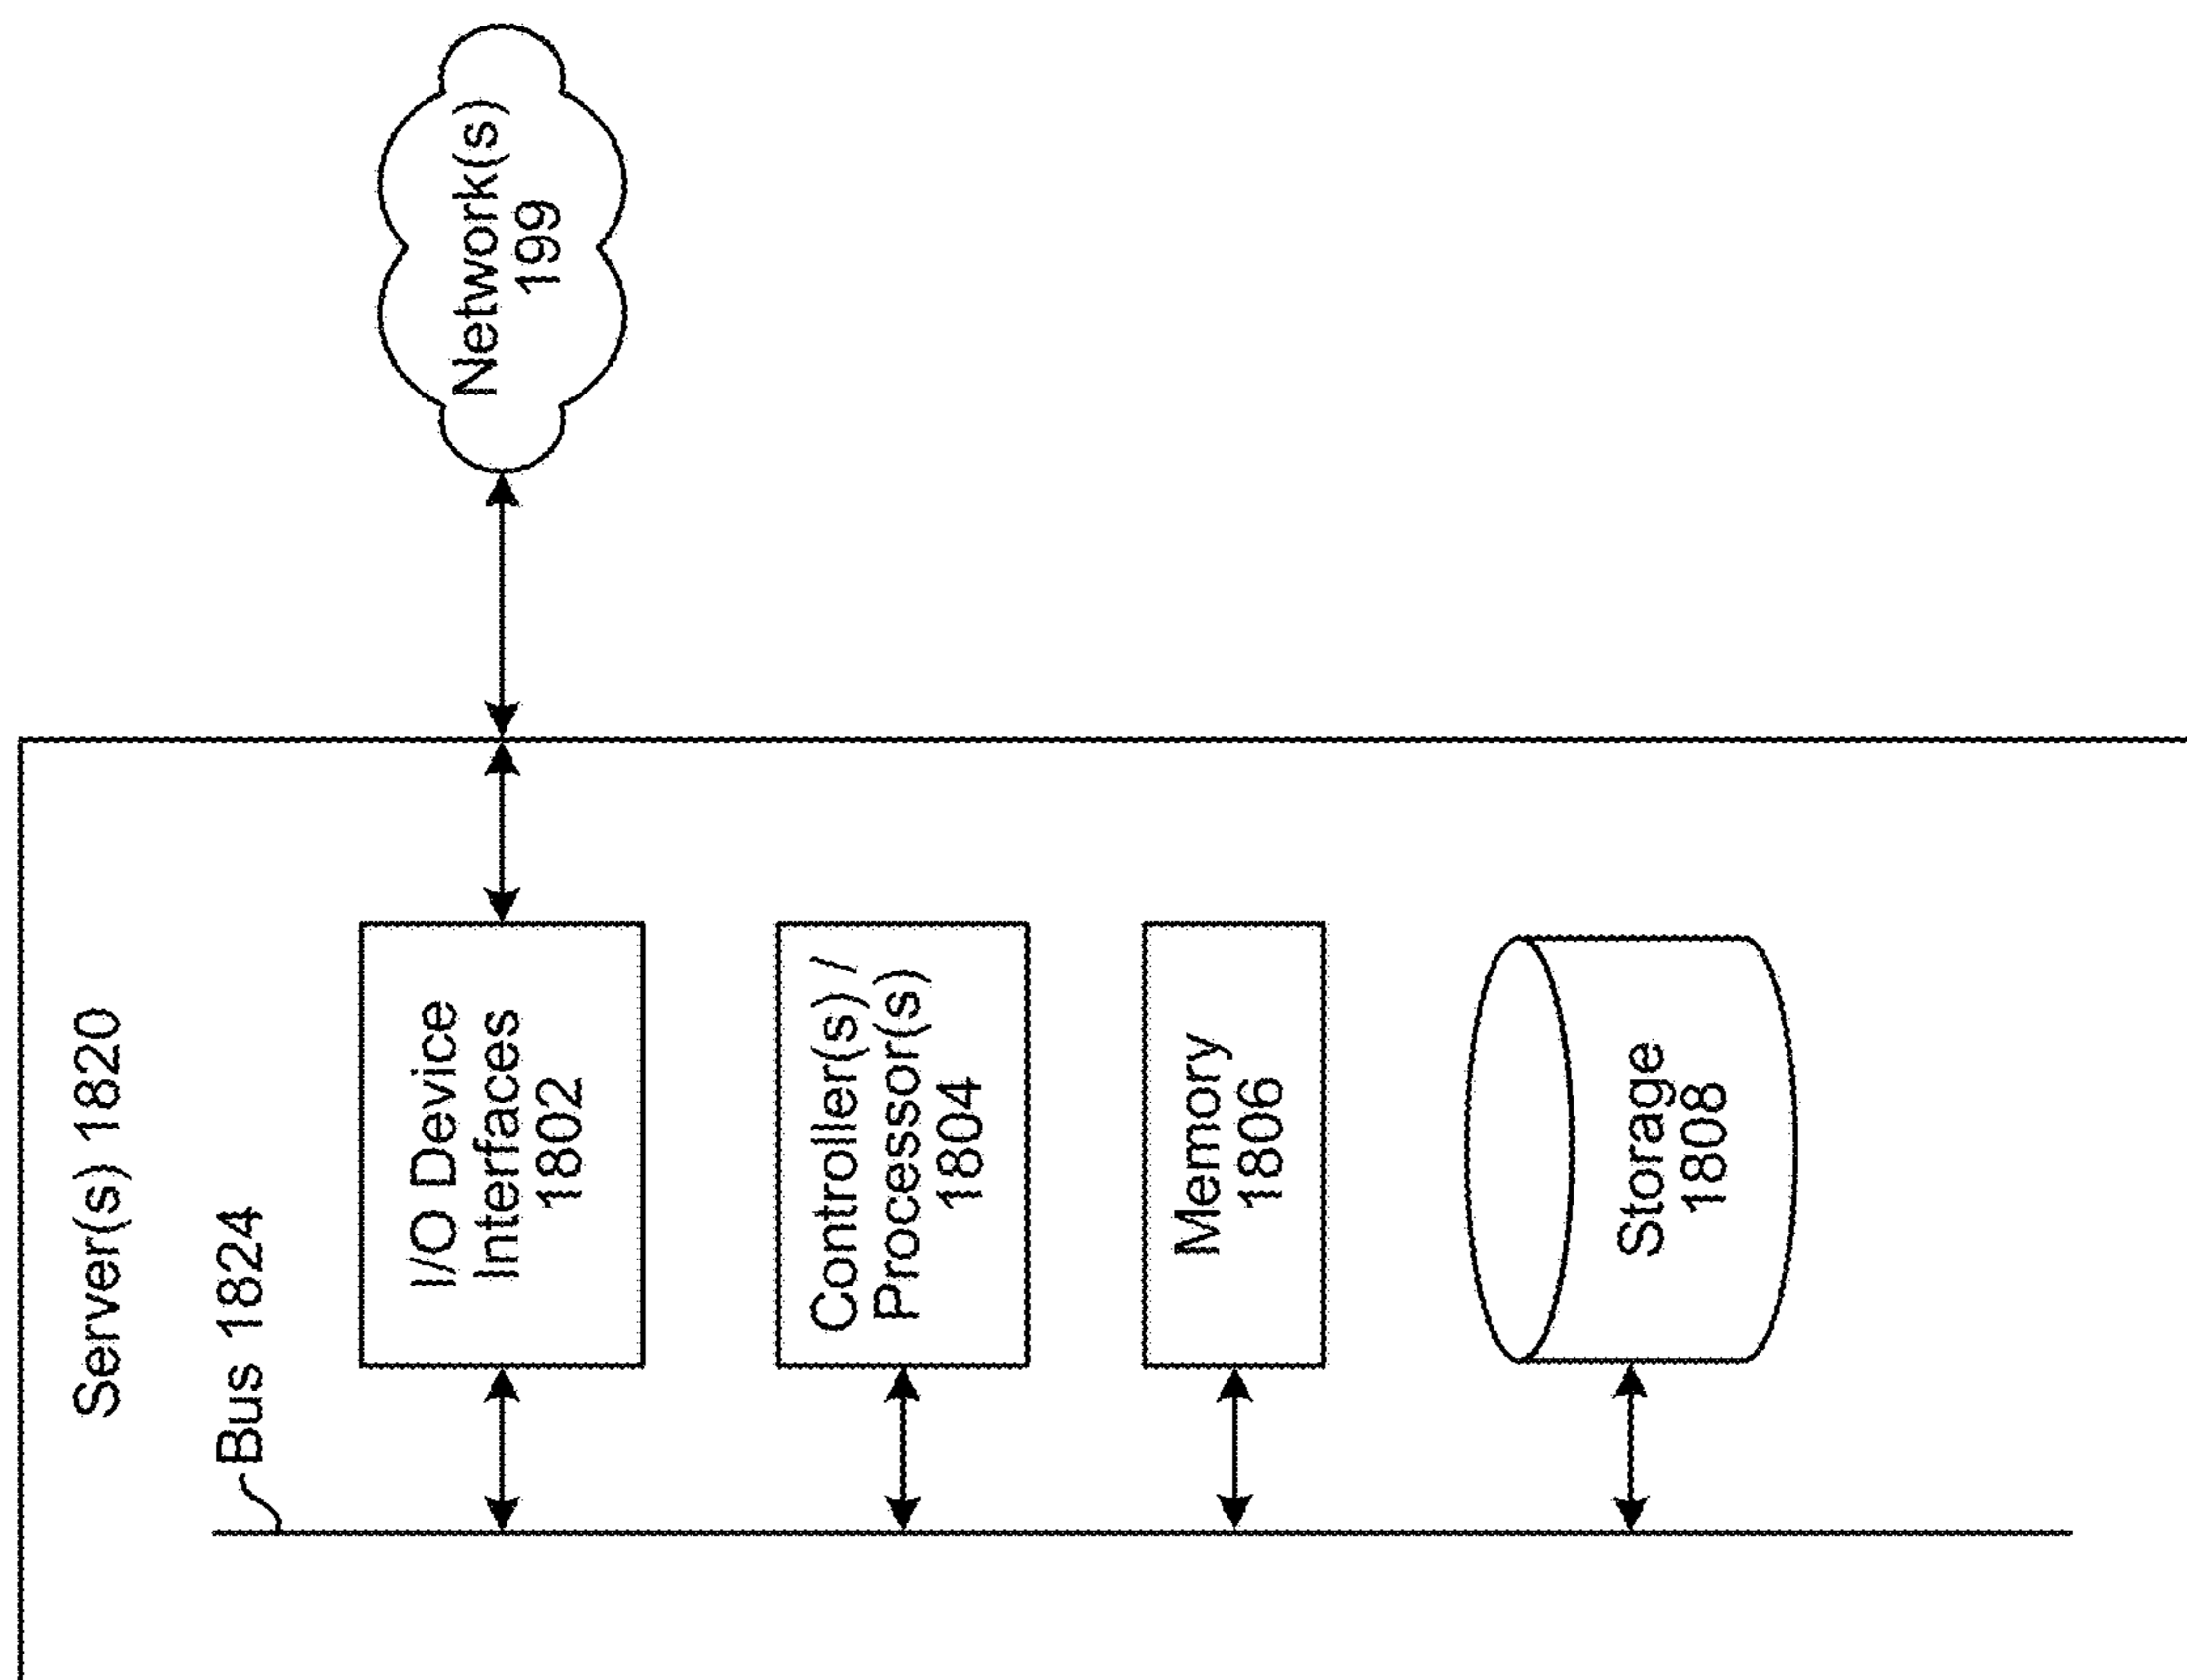 Server(s) 1820
Bus 1824
I/O Device
Interfaces
1802
Network(s)
199
Controller(s) /
Processor(s)
1804
Memory
1806
Storage
1808